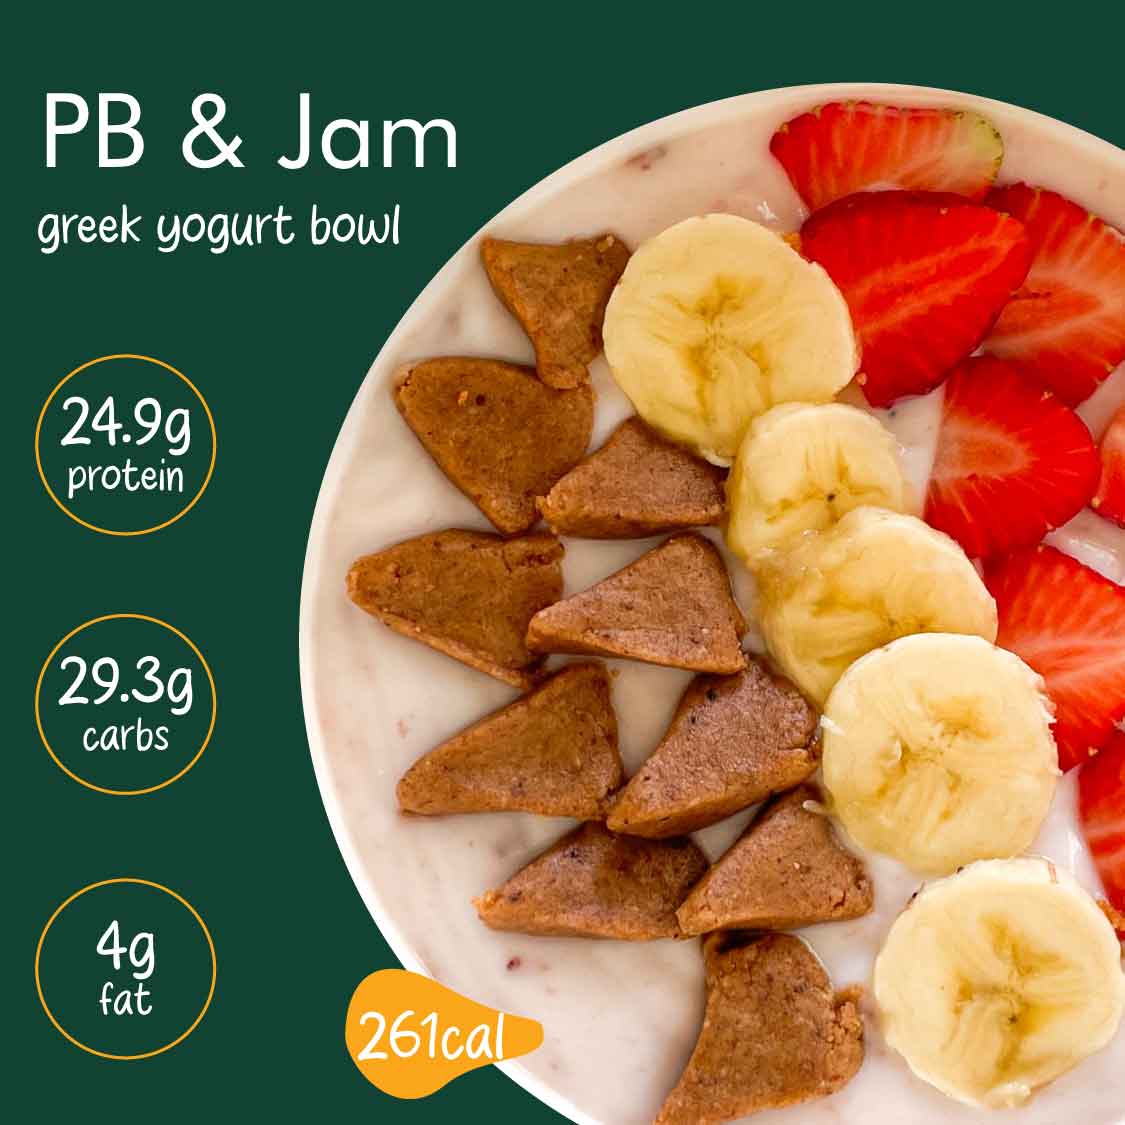 PB & Jam
greek yogurt bowl
24.9g
protein
29.3g
carbs
4g
fat
261cal